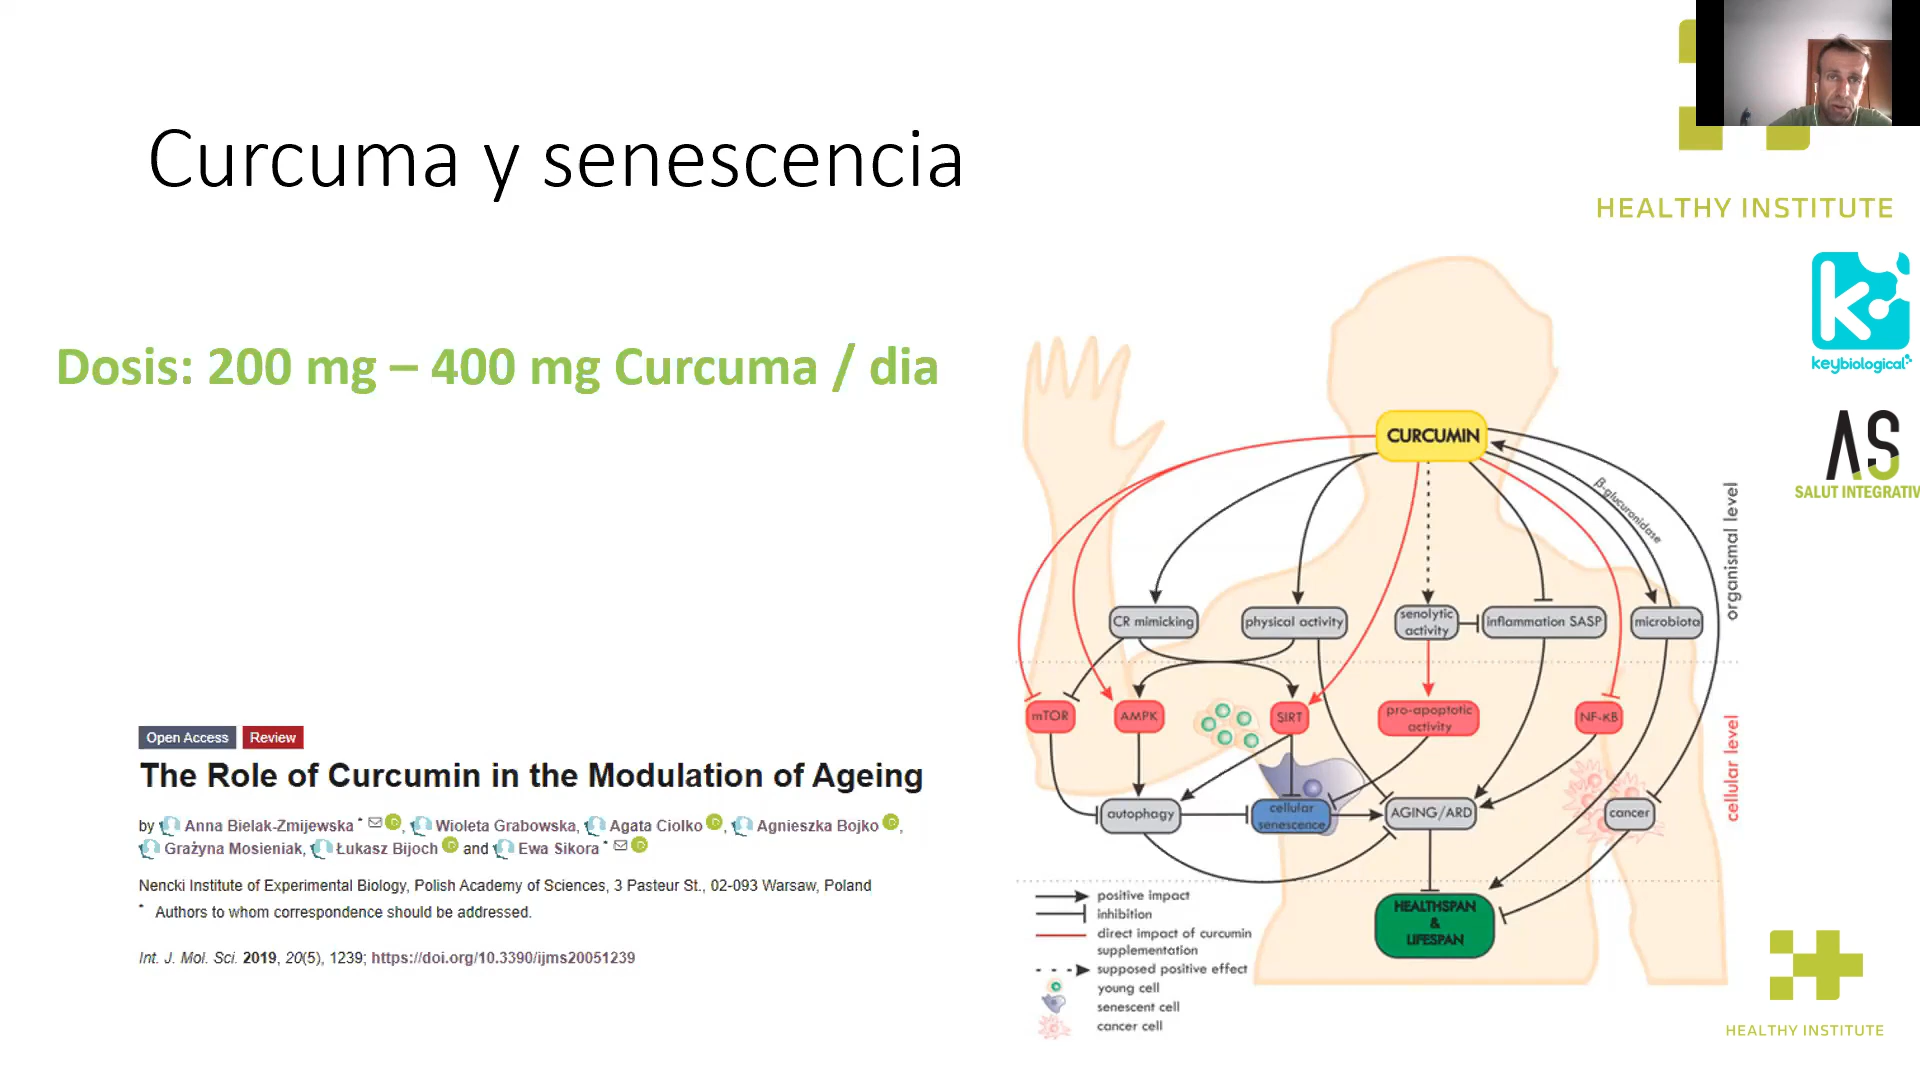 Curcuma y senescencia
HEALTHY INSTITUTE
keybiological
AS
SALUT INTEGRATIV
Dosis: 200 mg – 400 mg Curcuma / dia
Open Access Review
The Role of Curcumin in the Modulation of Ageing
by Anna Bielak-Zmijewska * , Wioleta Grabowska, Agata Ciolko , Agnieszka Bojko ,
Grażyna Mosieniak, Łukasz Bijoch and Ewa Sikora *
Nencki Institute of Experimental Biology, Polish Academy of Sciences, 3 Pasteur St., 02-093 Warsaw, Poland
* Authors to whom correspondence should be addressed.
Int. J. Mol. Sci. 2019, 20(5), 1239; https://doi.org/10.3390/ijms20051239
CURCUMIN
β-glucuronidase
organismal level
CR mimicking
physical activity
senolytic
activity
inflammation SASP
microbiota
mTOR
AMPK
SIRT
pro-apoptotic
activity
NF-κB
cellular level
autophagy
cellular
senescence
AGING/ARD
cancer
HEALTHSPAN
&
LIFESPAN
positive impact
inhibition
direct impact of curcumin
supplementation
supposed positive effect
young cell
senescent cell
cancer cell
HEALTHY INSTITUTE